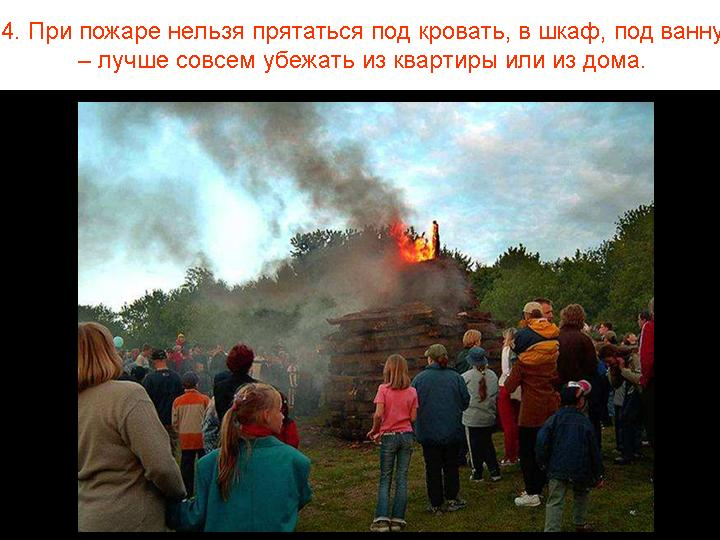 4. При пожаре нельзя прятаться под кровать, в шкаф, под ванну
– лучше совсем убежать из квартиры или из дома.